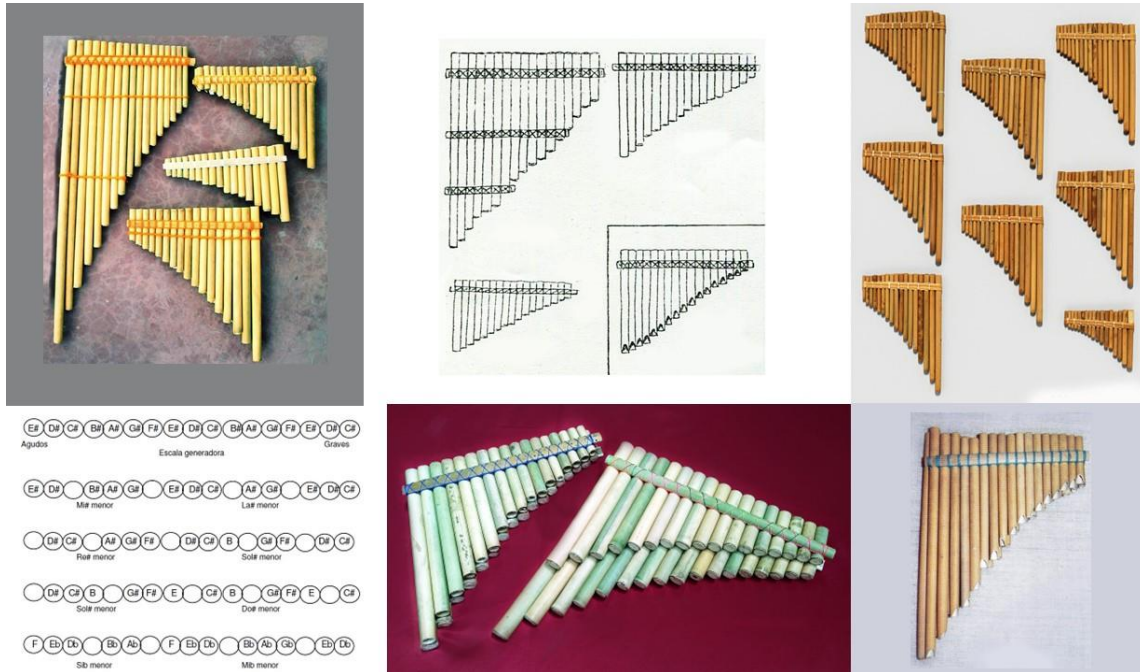 E# D# C# B# A# G# F# E# D# C# B# A# G# F# E# D# C#
Agudos Graves
Escala generadora
E# D# B# A# G# E# D# C# A# G# E# D# C#
Mi# menor La# menor
D# C# A# G# F# D# C# B G# F# D# C#
Re# menor Sol# menor
D# C# B G# F# E C# B G# F# E C#
Sol# menor Do# menor
F Eb Db Bb Ab F Eb Db Bb Ab Gb Eb Db
Sib menor Mib menor